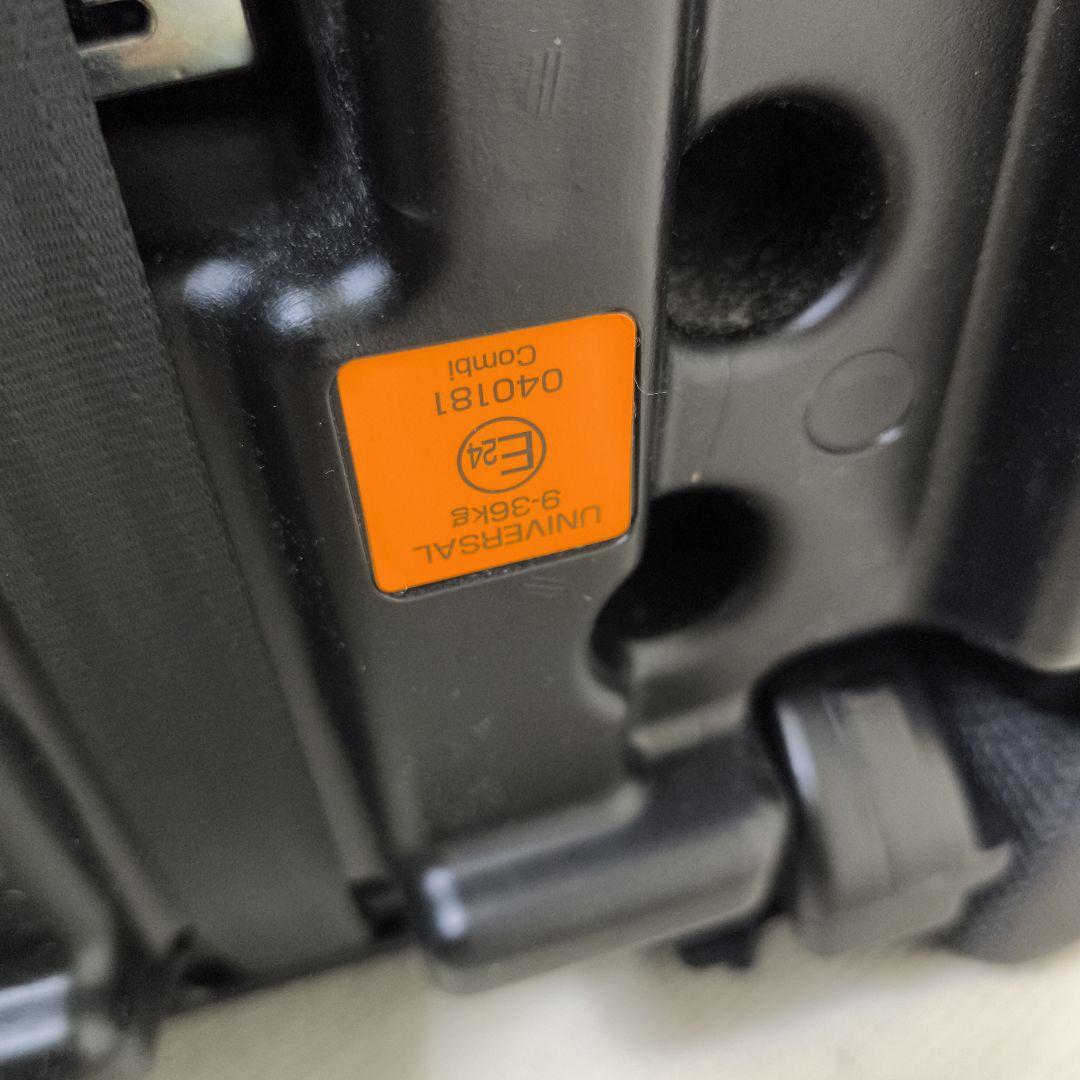 UNIVERSAL
9-36kg
E24
040181
Combi